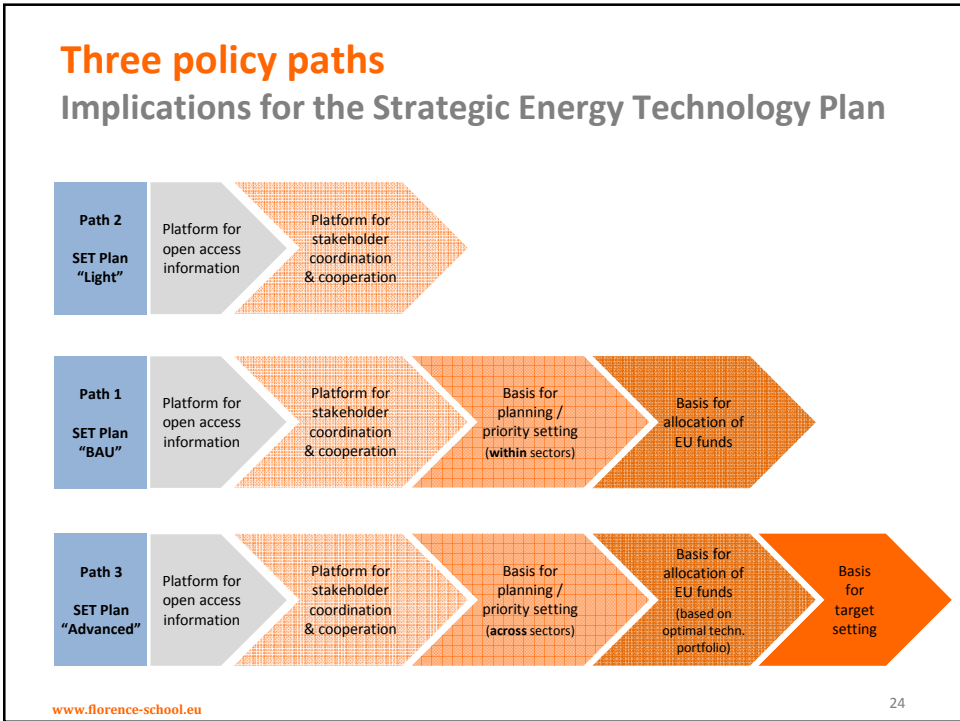 Three policy paths
Implications for the Strategic Energy Technology Plan
Path 2
SET Plan
“Light”
Platform for
open access
information
Platform for
stakeholder
coordination
& cooperation
Path 1
SET Plan
“BAU”
Platform for
open access
information
Platform for
stakeholder
coordination
& cooperation
Basis for
planning /
priority setting
(within sectors)
Basis for
allocation of
EU funds
Path 3
SET Plan
“Advanced”
Platform for
open access
information
Platform for
stakeholder
coordination
& cooperation
Basis for
planning /
priority setting
(across sectors)
Basis for
allocation of
EU funds
(based on
optimal techn.
portfolio)
Basis
for
target
setting
www.florence-school.eu
24